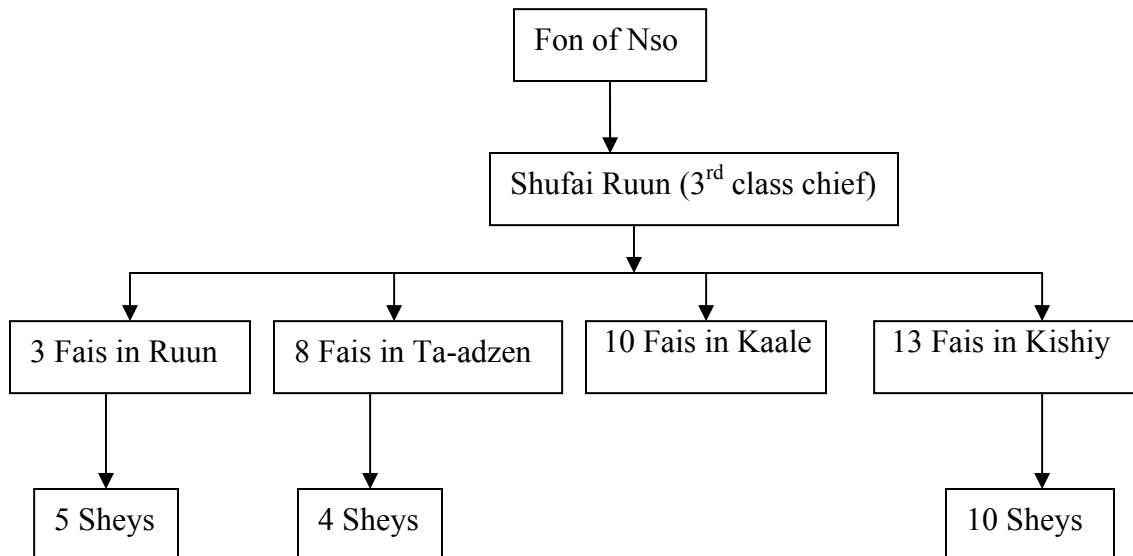 Fon of Nso
Shufai Ruun (3rd class chief)
3 Fais in Ruun
8 Fais in Ta-adzen
10 Fais in Kaale
13 Fais in Kishiy
5 Sheys
4 Sheys
10 Sheys